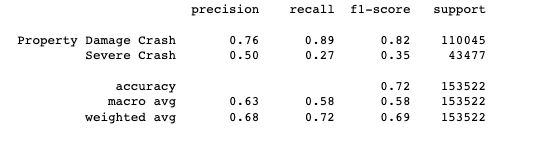 precision recall f1-score support
Property Damage Crash 0.76 0.89 0.82 110045
Severe Crash 0.50 0.27 0.35 43477
accuracy 0.72 153522
macro avg 0.63 0.58 0.58 153522
weighted avg 0.68 0.72 0.69 153522